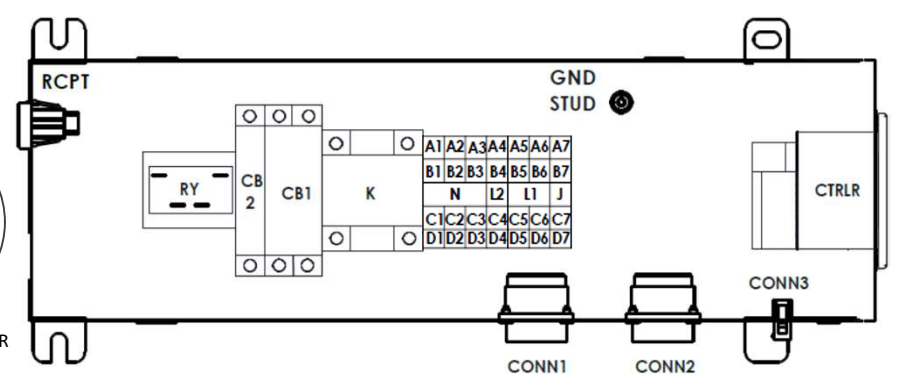 RCPT
GND
STUD
RY
CB
2
CB1
K
A1 A2 A3 A4 A5 A6 A7
B1 B2 B3 B4 B5 B6 B7
N L2 L1 J
C1 C2 C3 C4 C5 C6 C7
D1 D2 D3 D4 D5 D6 D7
CTRLR
CONN3
CONN1
CONN2
R